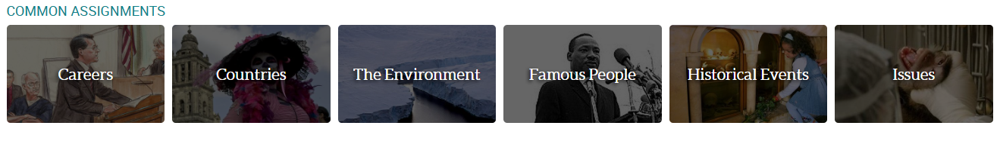 COMMON ASSIGNMENTS
Careers
Countries
The Environment
Famous People
Historical Events
Issues